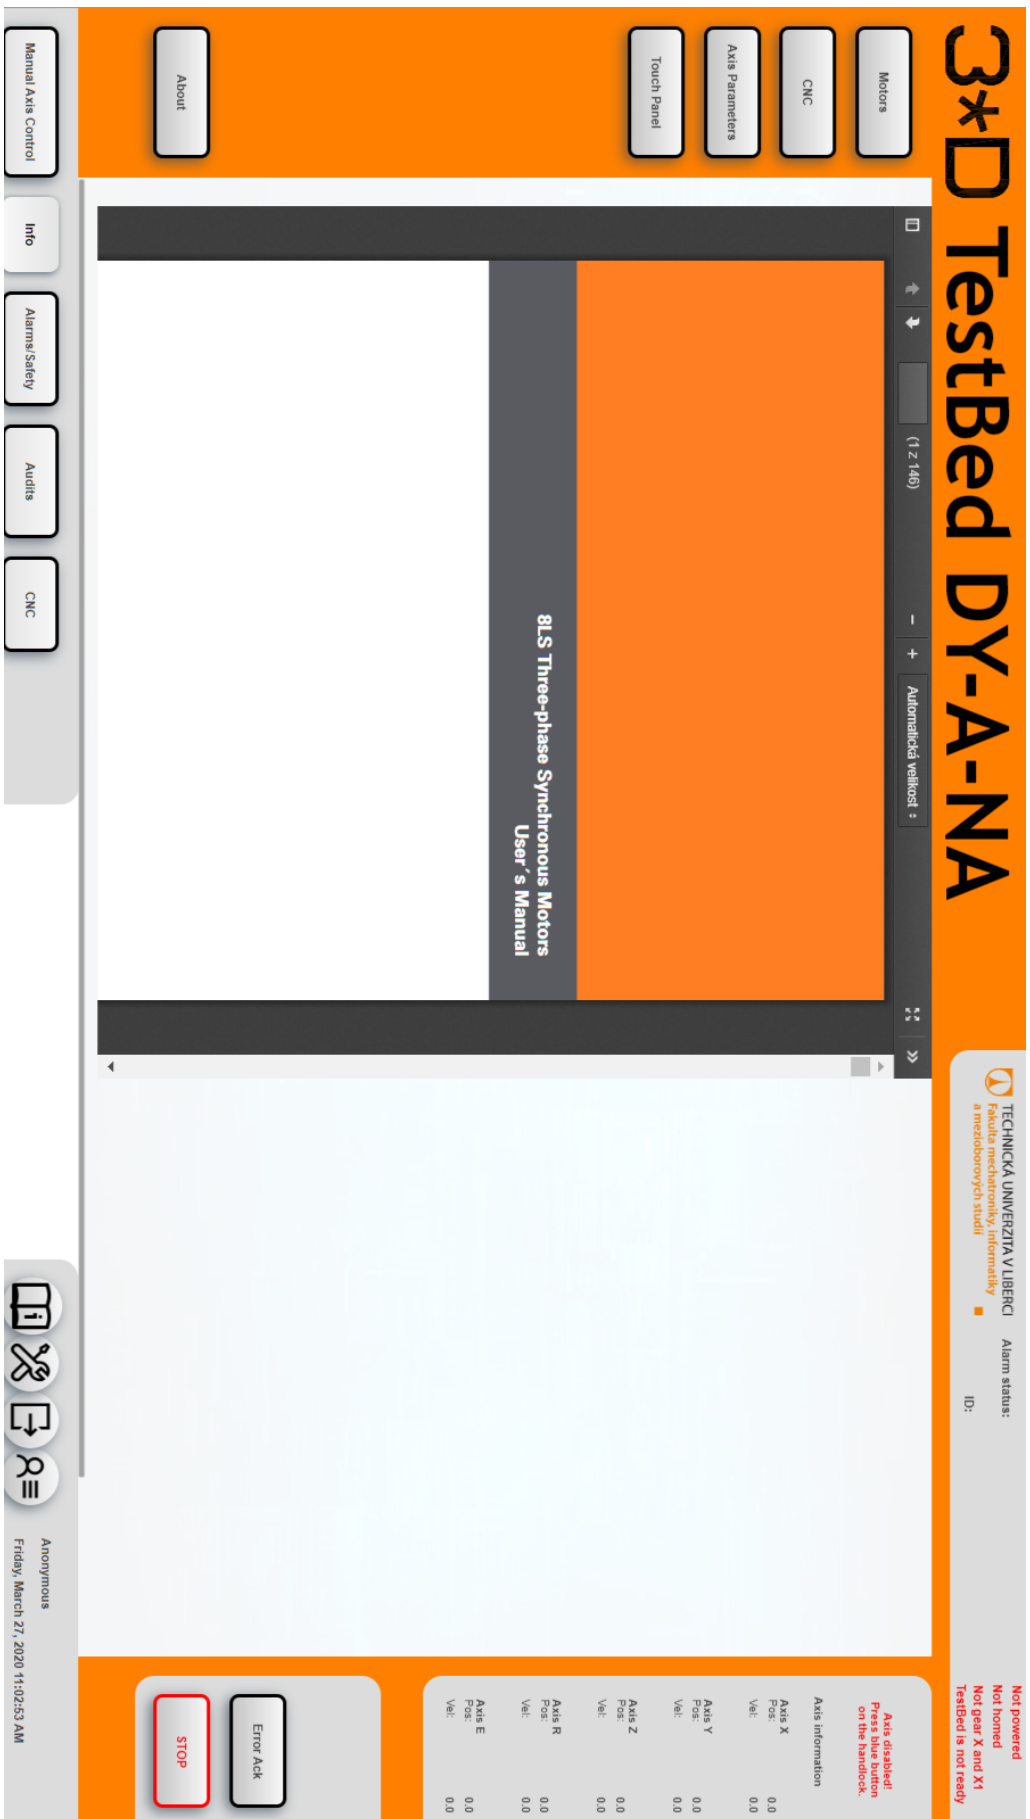 3*D TestBed DY-A-NA
TECHNICKÁ UNIVERZITA V LIBERCI
Fakulta mechatroniky, informatiky
a mezioborových studií
Alarm status:
ID:
Not powered
Not homed
Not gear X and X1
TestBed is not ready
Motors
CNC
Axis Parameters
Touch Panel
About
(1 z 146)
− + Automatická velikost
8LS Three-phase Synchronous Motors
User´s Manual
Axis disabled!
Press blue button
on the handlock.
Axis information
Axis X
Pos: 0.0
Vel: 0.0
Axis Y
Pos: 0.0
Vel: 0.0
Axis Z
Pos: 0.0
Vel: 0.0
Axis R
Pos: 0.0
Vel: 0.0
Axis E
Pos: 0.0
Vel: 0.0
Error Ack
STOP
Manual Axis Control
Info
Alarms/Safety
Audits
CNC
Anonymous
Friday, March 27, 2020 11:02:53 AM